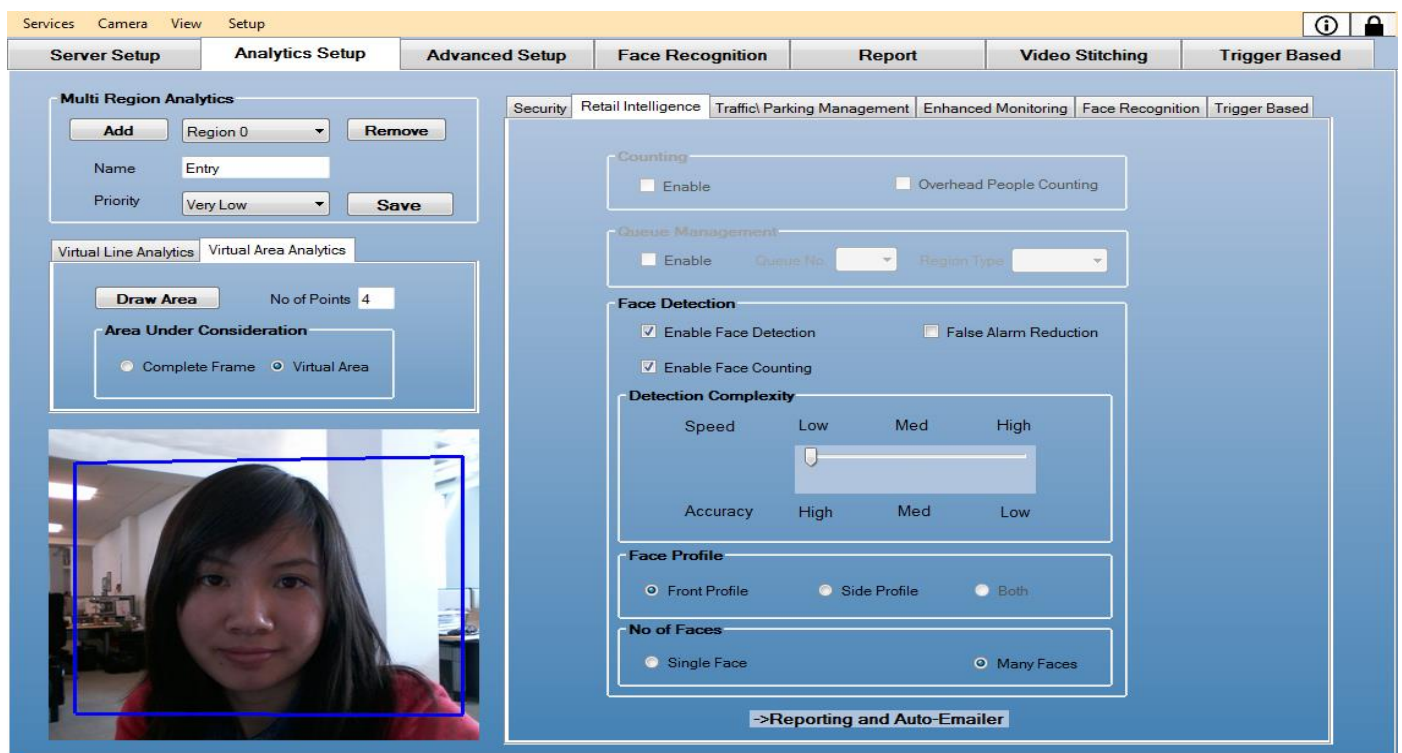 Services Camera View Setup
Server Setup Analytics Setup Advanced Setup Face Recognition Report Video Stitching Trigger Based
Multi Region Analytics
Add Region 0 Remove
Name Entry
Priority Very Low Save
Virtual Line Analytics Virtual Area Analytics
Draw Area No of Points 4
Area Under Consideration
Complete Frame Virtual Area
Security Retail Intelligence Traffic\ Parking Management Enhanced Monitoring Face Recognition Trigger Based
Counting
Enable Overhead People Counting
Queue Management
Enable Queue No. Region Type
Face Detection
Enable Face Detection False Alarm Reduction
Enable Face Counting
Detection Complexity
Speed Low Med High
Accuracy High Med Low
Face Profile
Front Profile Side Profile Both
No of Faces
Single Face Many Faces
->Reporting and Auto-Emailer